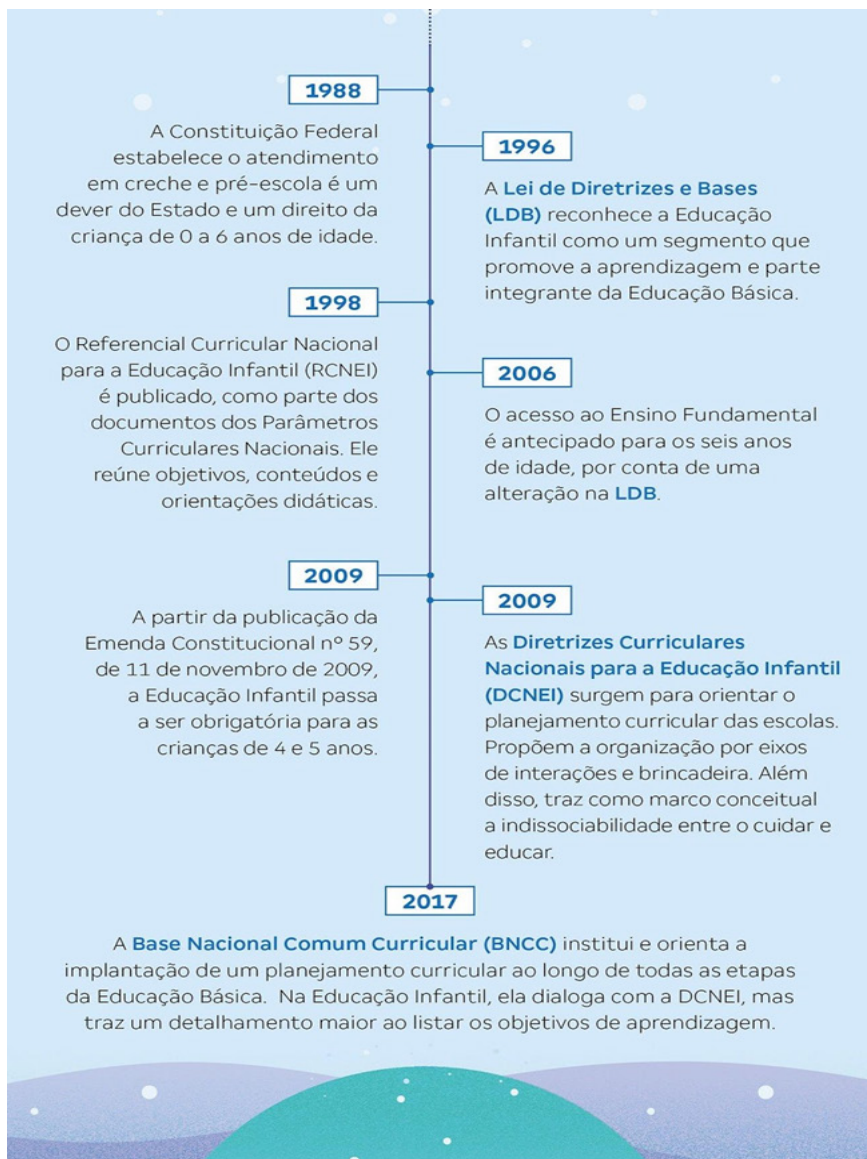 1988
A Constituição Federal
estabelece o atendimento
em creche e pré-escola é um
dever do Estado e um direito da
criança de 0 a 6 anos de idade.
1996
A Lei de Diretrizes e Bases
(LDB) reconhece a Educação
Infantil como um segmento que
promove a aprendizagem e parte
integrante da Educação Básica.
1998
O Referencial Curricular Nacional
para a Educação Infantil (RCNEI)
é publicado, como parte dos
documentos dos Parâmetros
Curriculares Nacionais. Ele
reúne objetivos, conteúdos e
orientações didáticas.
2006
O acesso ao Ensino Fundamental
é antecipado para os seis anos
de idade, por conta de uma
alteração na LDB.
2009
A partir da publicação da
Emenda Constitucional nº 59,
de 11 de novembro de 2009,
a Educação Infantil passa
a ser obrigatória para as
crianças de 4 e 5 anos.
2009
As Diretrizes Curriculares
Nacionais para a Educação Infantil
(DCNEI) surgem para orientar o
planejamento curricular das escolas.
Propõem a organização por eixos
de interações e brincadeira. Além
disso, traz como marco conceitual
a indissociabilidade entre o cuidar e
educar.
2017
A Base Nacional Comum Curricular (BNCC) institui e orienta a
implantação de um planejamento curricular ao longo de todas as etapas
da Educação Básica. Na Educação Infantil, ela dialoga com a DCNEI, mas
traz um detalhamento maior ao listar os objetivos de aprendizagem.